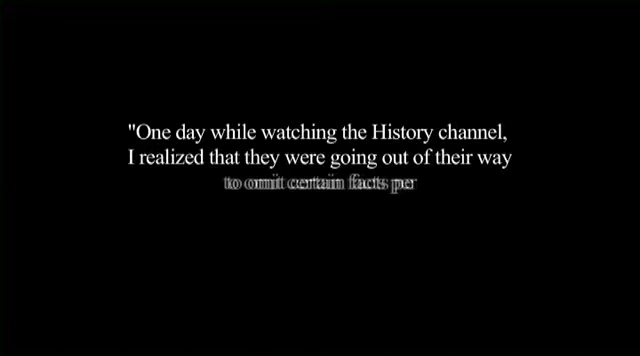 "One day while watching the History channel,
I realized that they were going out of their way
to omit certain facts per